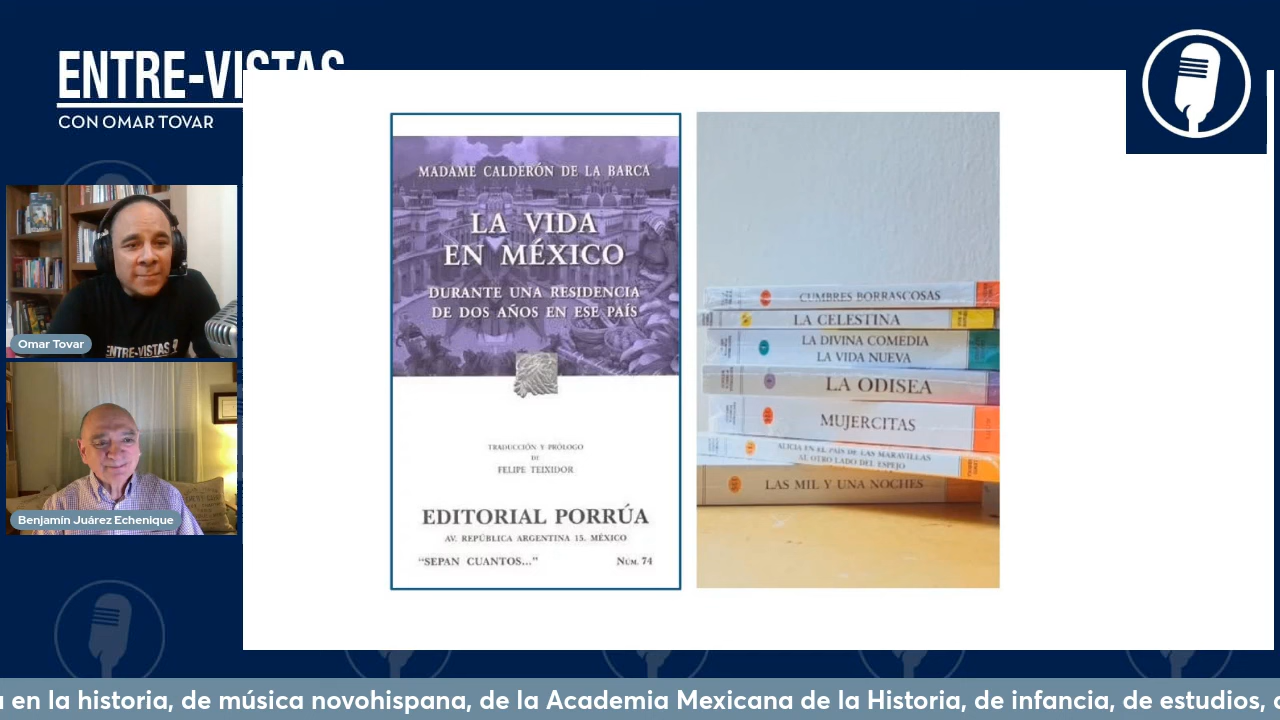 ENTRE-VISTAS
CON OMAR TOVAR
Omar Tovar
ENTREVISTAS
Benjamín Juárez Echenique
MADAME CALDERÓN DE LA BARCA
LA VIDA
EN MÉXICO
DURANTE UNA RESIDENCIA
DE DOS AÑOS EN ESE PAÍS
TRADUCCIÓN Y PRÓLOGO
DE
FELIPE TEIXIDOR
EDITORIAL PORRÚA
AV. REPÚBLICA ARGENTINA 15. MÉXICO
“SEPAN CUANTOS...” NÚM. 74
CUMBRES BORRASCOSAS
LA CELESTINA
LA DIVINA COMEDIA
LA VIDA NUEVA
LA ODISEA
MUJERCITAS
ALICIA EN EL PAÍS DE LAS MARAVILLAS
AL OTRO LADO DEL ESPEJO
LAS MIL Y UNA NOCHES
en la historia, de música novohispana, de la Academia Mexicana de la Historia, de infancia, de estudios,